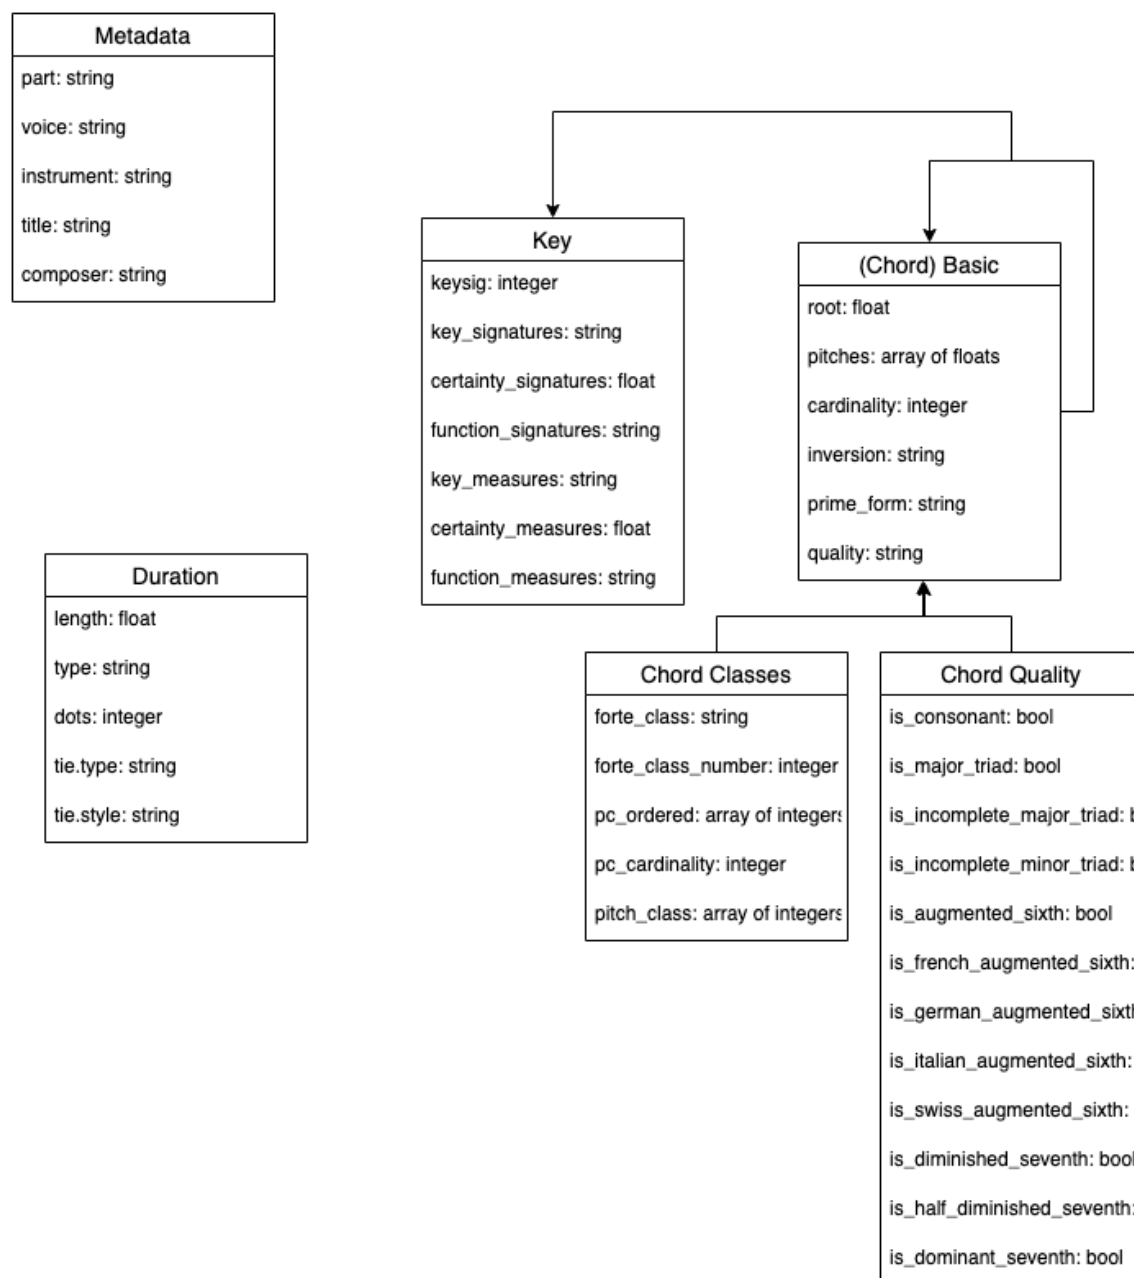 Metadata
part: string
voice: string
instrument: string
title: string
composer: string
Key
keysig: integer
key_signatures: string
certainty_signatures: float
function_signatures: string
key_measures: string
certainty_measures: float
function_measures: string
(Chord) Basic
root: float
pitches: array of floats
cardinality: integer
inversion: string
prime_form: string
quality: string
Duration
length: float
type: string
dots: integer
tie.type: string
tie.style: string
Chord Classes
forte_class: string
forte_class_number: integer
pc_ordered: array of integers
pc_cardinality: integer
pitch_class: array of integers
Chord Quality
is_consonant: bool
is_major_triad: bool
is_incomplete_major_triad:
is_incomplete_minor_triad:
is_augmented_sixth: bool
is_french_augmented_sixth:
is_german_augmented_sixth
is_italian_augmented_sixth:
is_swiss_augmented_sixth:
is_diminished_seventh: bool
is_half_diminished_seventh:
is_dominant_seventh: bool